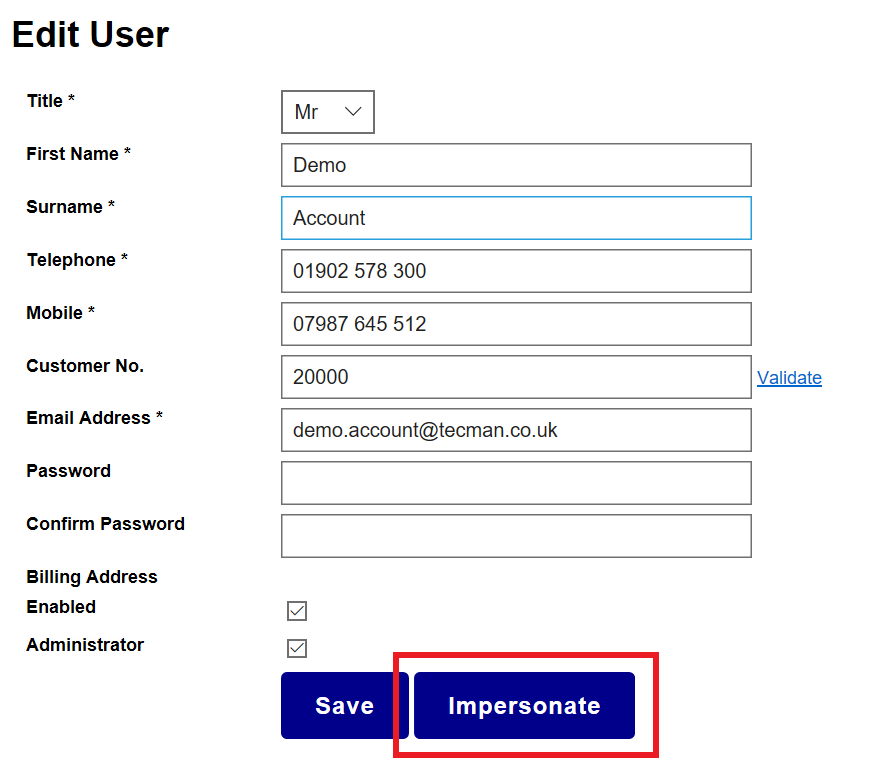 Edit User
Title * Mr
First Name * Demo
Surname * Account
Telephone * 01902 578 300
Mobile * 07987 645 512
Customer No. 20000 Validate
Email Address * demo.account@tecman.co.uk
Password
Confirm Password
Billing Address
Enabled
Administrator
Save Impersonate